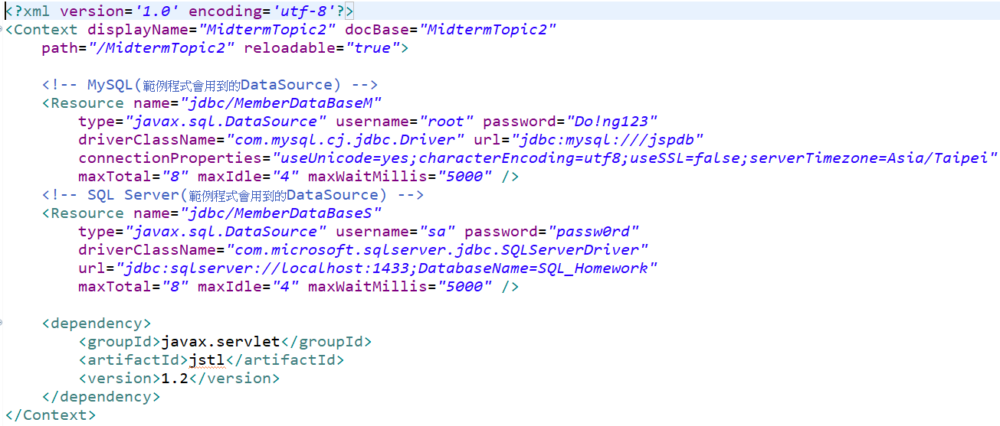 <?xml version='1.0' encoding='utf-8'?>
<Context displayName="MidtermTopic2" docBase="MidtermTopic2"
    path="/MidtermTopic2" reloadable="true">

    <!-- MySQL(範例程式會用到的DataSource) -->
    <Resource name="jdbc/MemberDataBaseM"
        type="javax.sql.DataSource" username="root" password="Do!ng123"
        driverClassName="com.mysql.cj.jdbc.Driver" url="jdbc:mysql:///jspdb"
        connectionProperties="useUnicode=yes;characterEncoding=utf8;useSSL=false;serverTimezone=Asia/Taipei"
        maxTotal="8" maxIdle="4" maxWaitMillis="5000" />
    <!-- SQL Server(範例程式會用到的DataSource) -->
    <Resource name="jdbc/MemberDataBaseS"
        type="javax.sql.DataSource" username="sa" password="passw0rd"
        driverClassName="com.microsoft.sqlserver.jdbc.SQLServerDriver"
        url="jdbc:sqlserver://localhost:1433;DatabaseName=SQL_Homework"
        maxTotal="8" maxIdle="4" maxWaitMillis="5000" />

    <dependency>
        <groupId>javax.servlet</groupId>
        <artifactId>jstl</artifactId>
        <version>1.2</version>
    </dependency>
</Context>